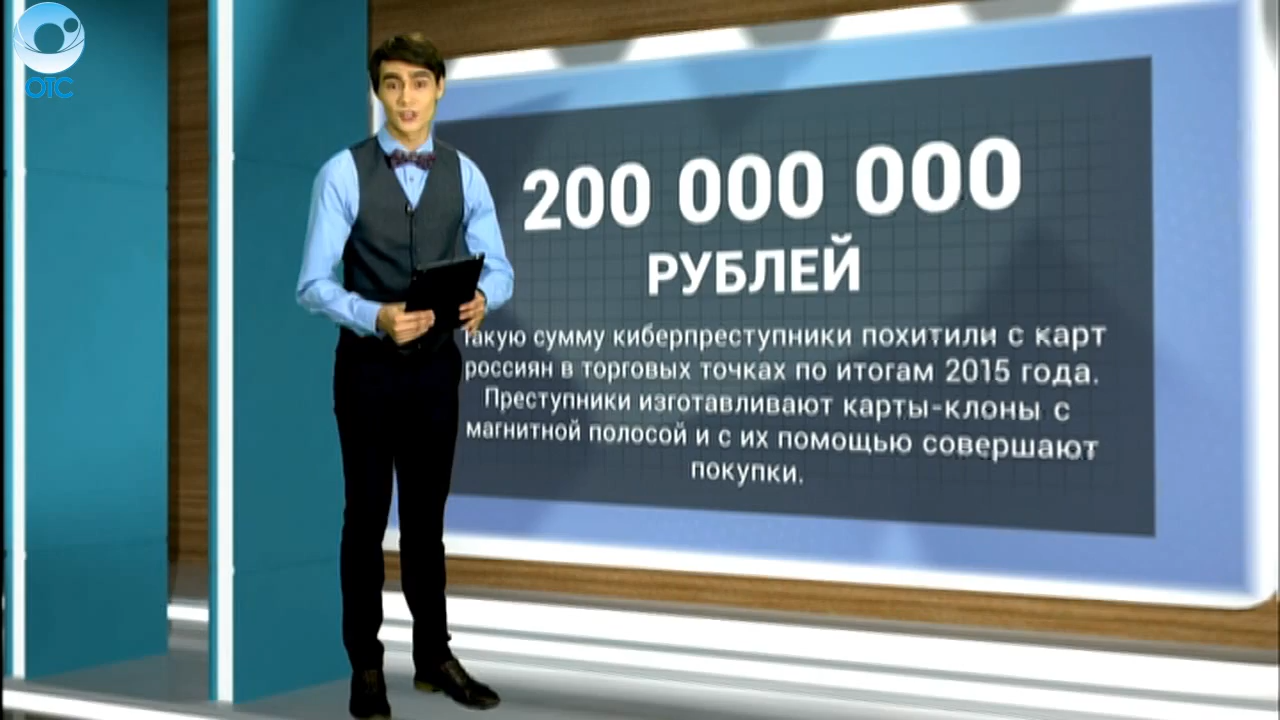 ОТС
200 000 000
РУБЛЕЙ
Такую сумму киберпреступники похитили с карт
россиян в торговых точках по итогам 2015 года.
Преступники изготавливают карты-клоны с
магнитной полосой и с их помощью совершают
покупки.